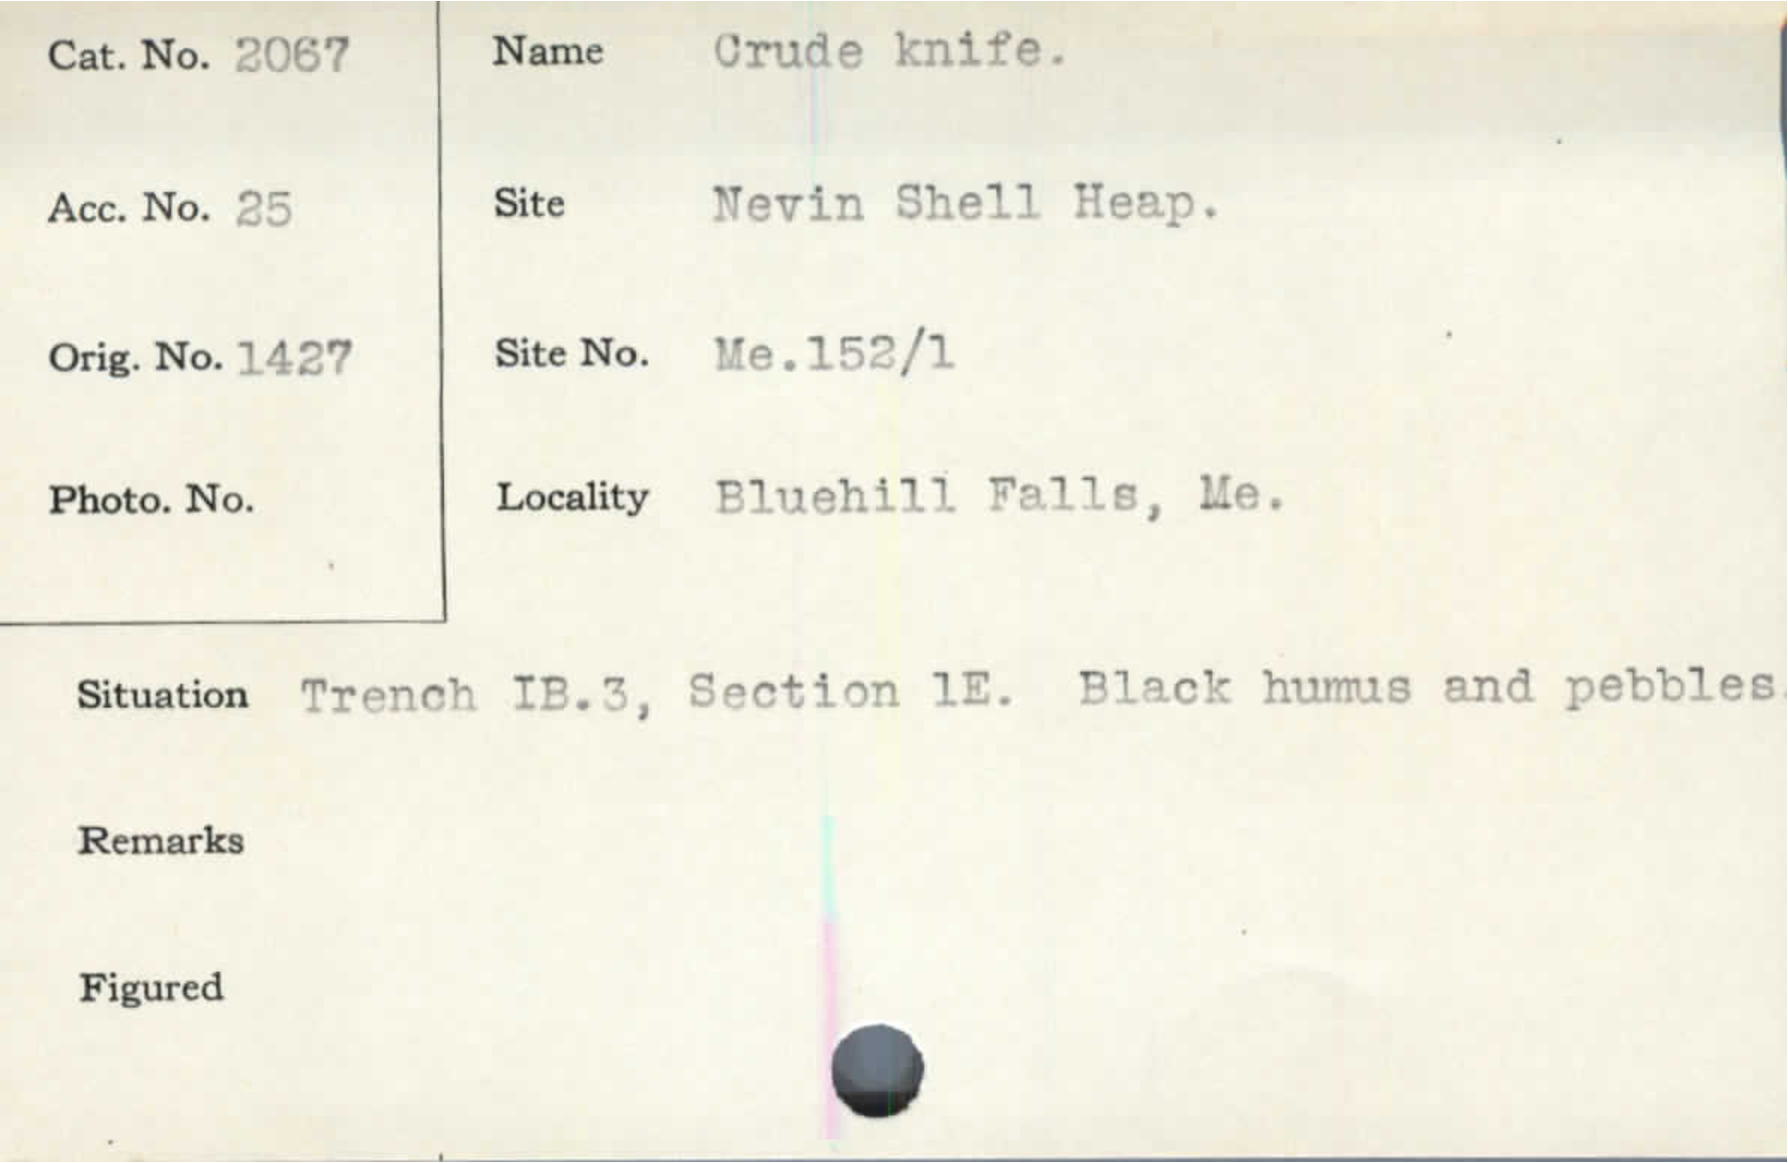 Cat. No. 2067
Name Crude knife.
Acc. No. 25
Site Nevin Shell Heap.
Orig. No. 1427
Site No. Me.152/1
Photo. No.
Locality Bluehill Falls, Me.
Situation Trench IB.3, Section 1E. Black humus and pebbles.
Remarks
Figured